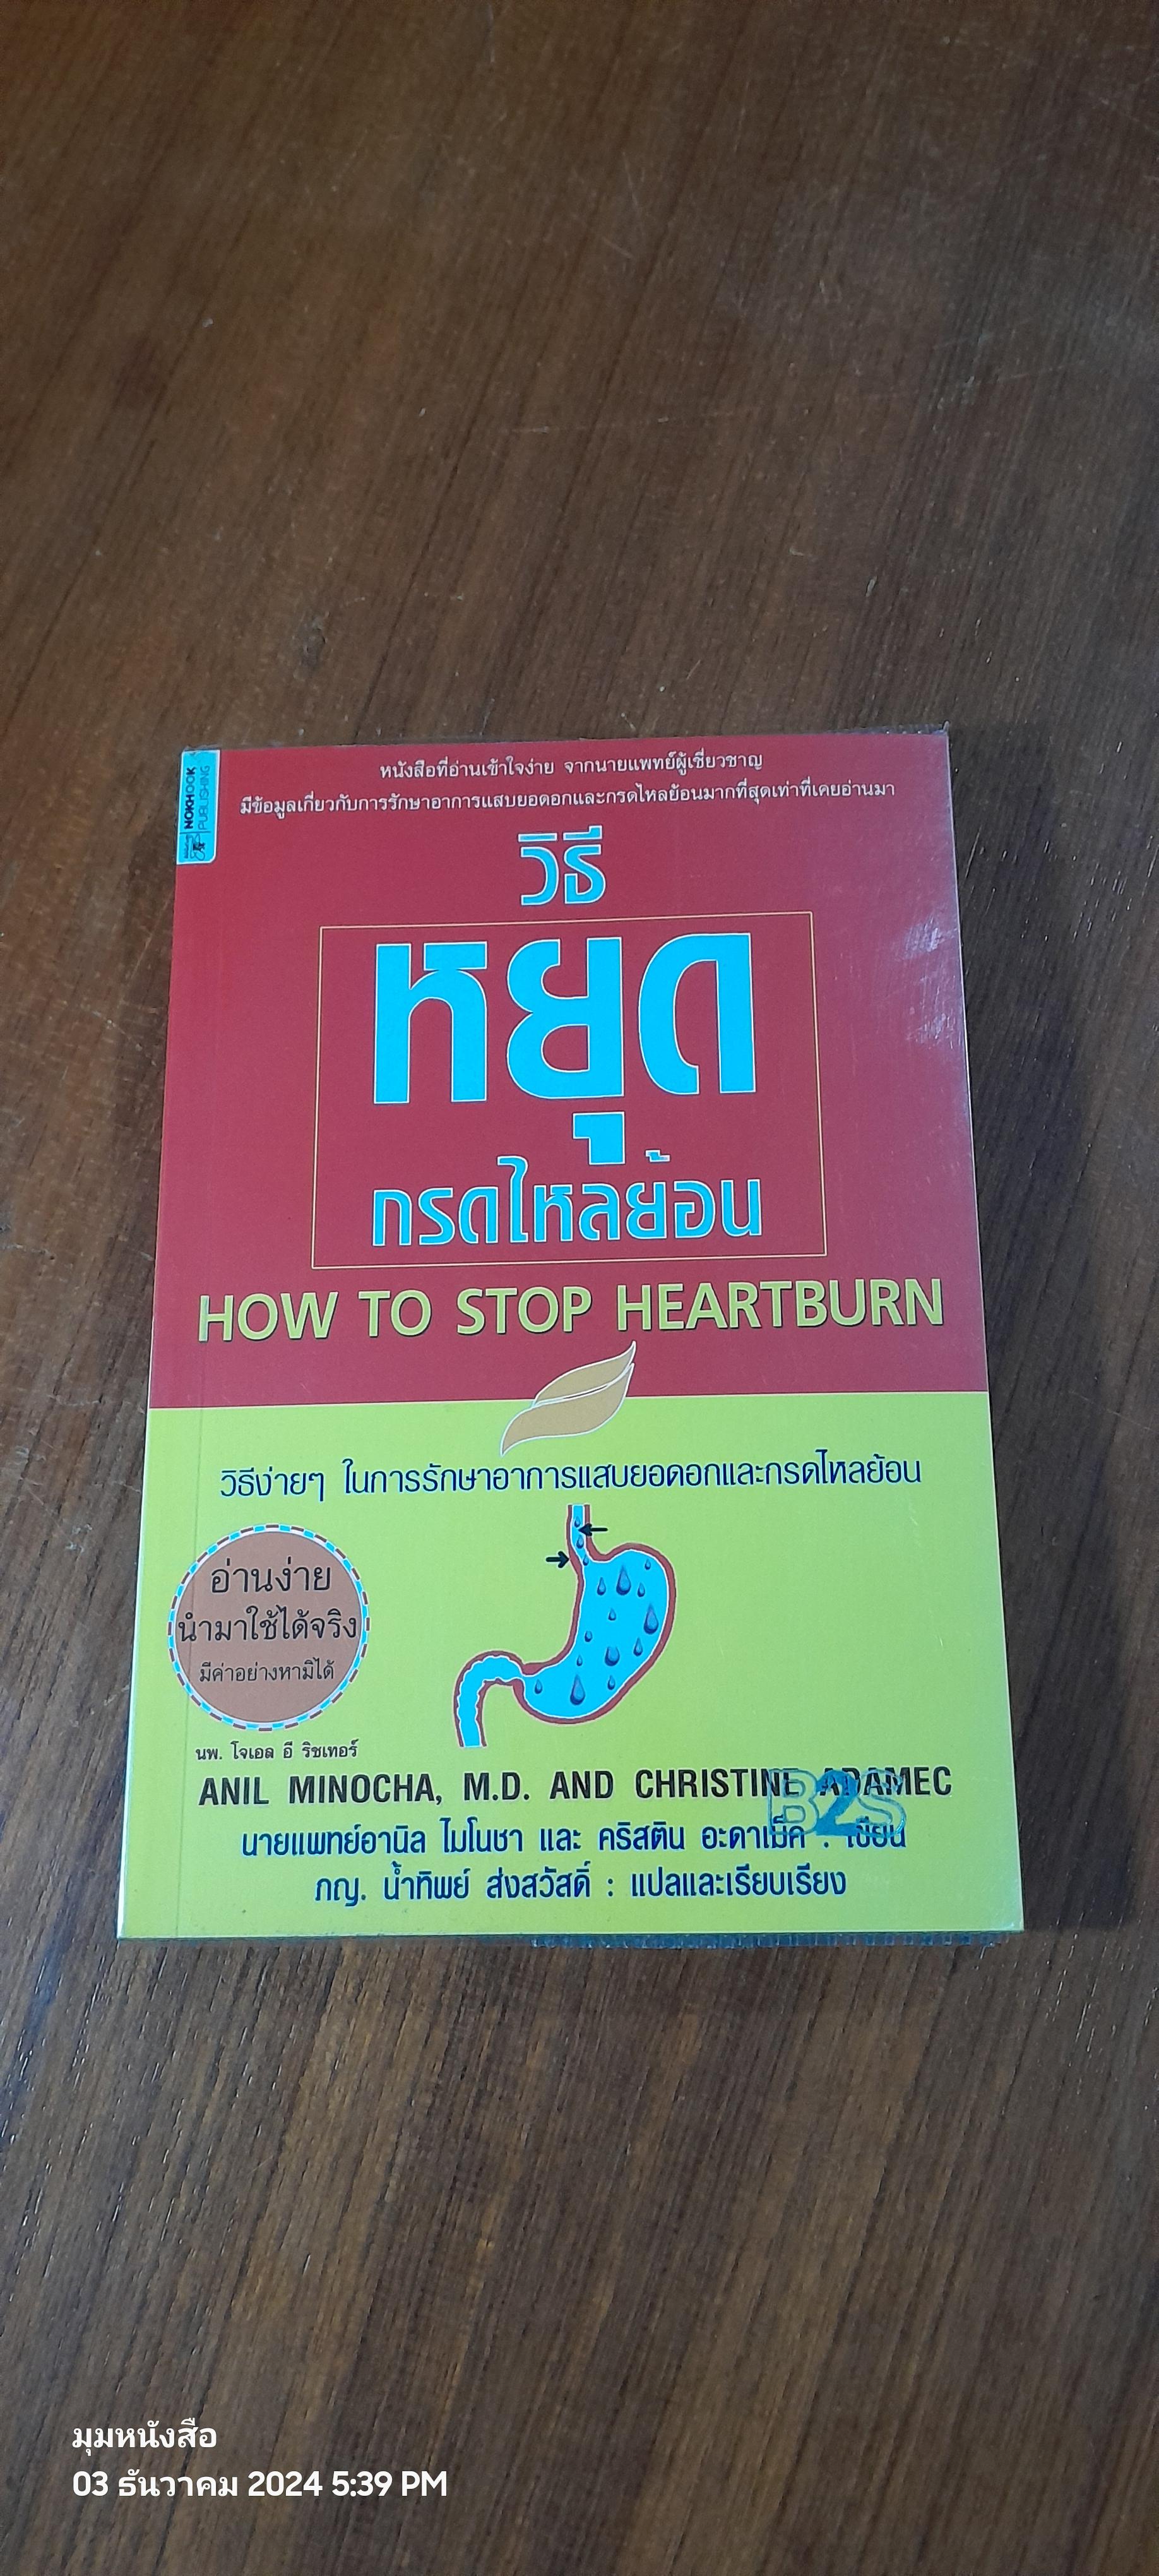 NOKHOOK
PUBLISHING
หนังสือที่อ่านเข้าใจง่าย จากนายแพทย์ผู้เชี่ยวชาญ
มีข้อมูลเกี่ยวกับการรักษาอาการแสบยอดอกและกรดไหลย้อนมากที่สุดเท่าที่เคยอ่านมา
วิธี
หยุด
กรดไหลย้อน
HOW TO STOP HEARTBURN
วิธีง่ายๆ ในการรักษาอาการแสบยอดอกและกรดไหลย้อน
อ่านง่าย
นำมาใช้ได้จริง
มีค่าอย่างหามิได้
นพ. โจเอล อี ริชเทอร์
ANIL MINOCHA, M.D. AND CHRISTINE ADAMEC
B2S
นายแพทย์อานิล ไมโนชา และ คริสติน อะดาเม็ค : เขียน
ภญ. น้ำทิพย์ ส่งสวัสดิ์ : แปลและเรียบเรียง
มุมหนังสือ
03 ธันวาคม 2024 5:39 PM